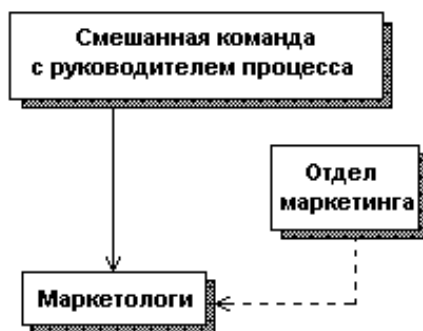 Смешанная команда
с руководителем процесса
Отдел
маркетинга
Маркетологи